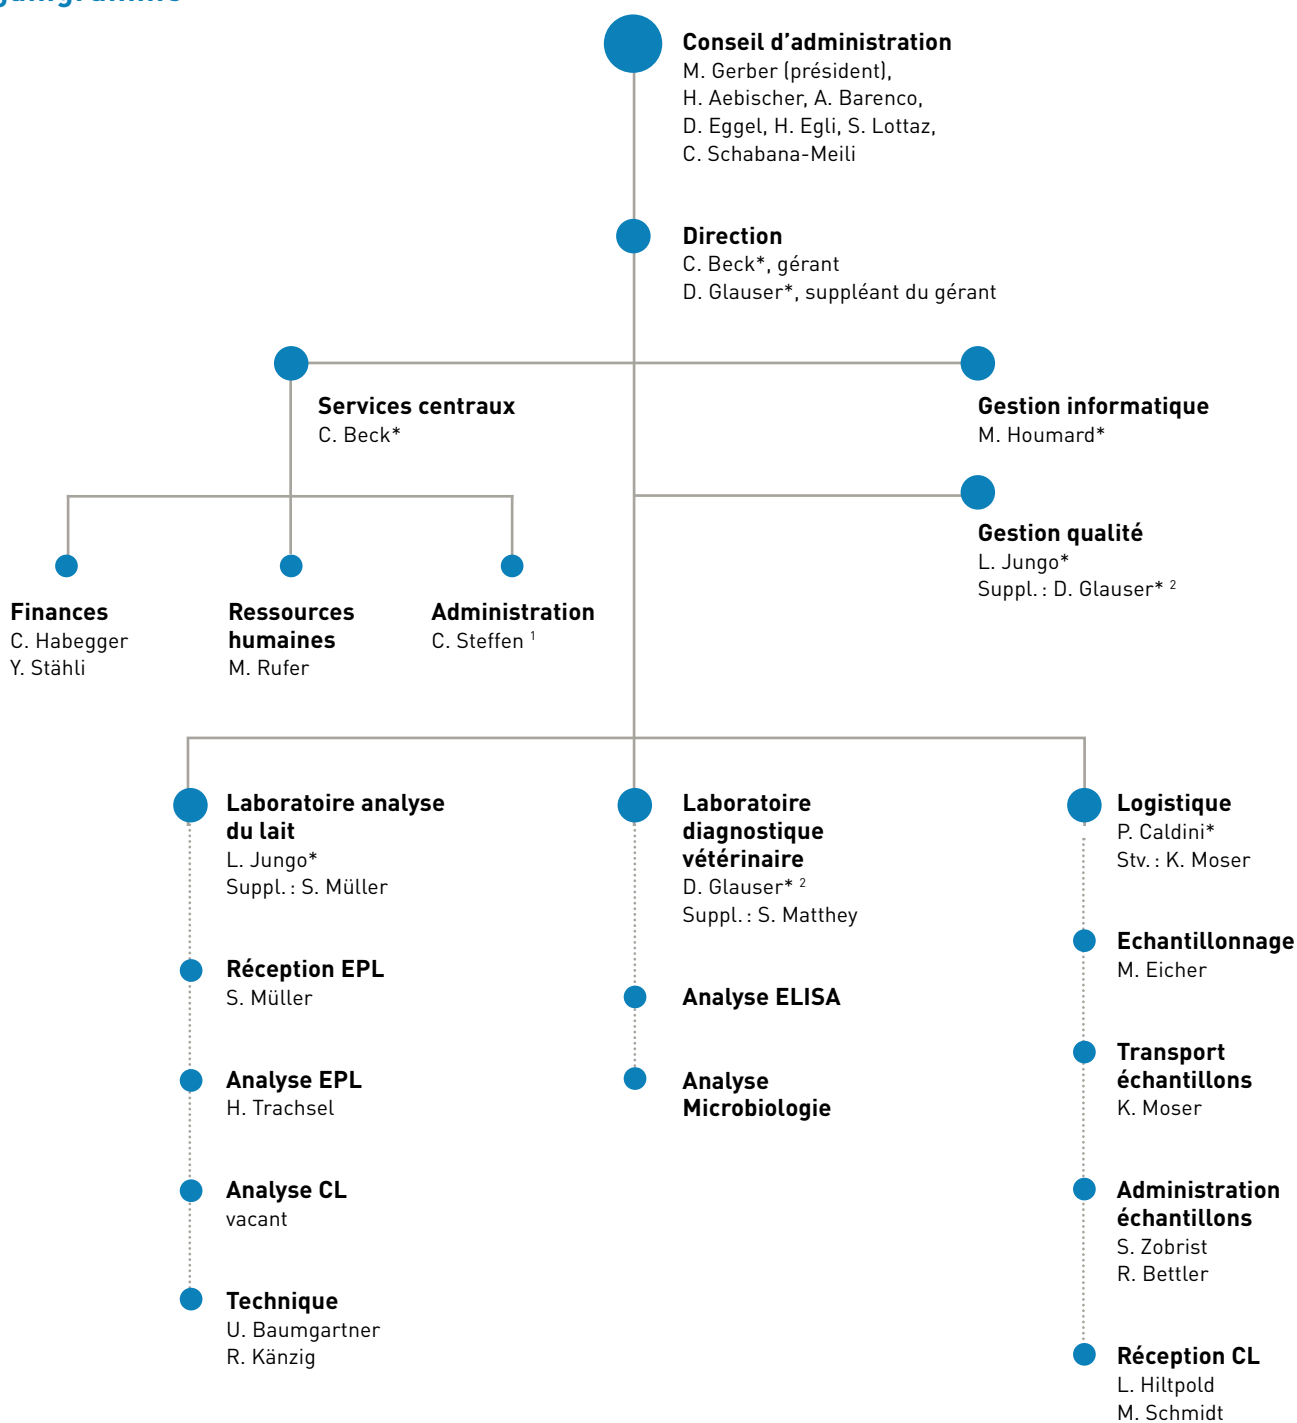 Conseil d’administration
M. Gerber (président),
H. Aebischer, A. Barenco,
D. Eggel, H. Egli, S. Lottaz,
C. Schabana-Meili
Direction
C. Beck*, gérant
D. Glauser*, suppléant du gérant
Services centraux
C. Beck*
Gestion informatique
M. Houmard*
Gestion qualité
L. Jungo*
Suppl.: D. Glauser* ²
Finances
C. Habegger
Y. Stähli
Ressources
humaines
M. Rufer
Administration
C. Steffen ¹
Laboratoire analyse
du lait
L. Jungo*
Suppl.: S. Müller
Réception EPL
S. Müller
Analyse EPL
H. Trachsel
Analyse CL
vacant
Technique
U. Baumgartner
R. Känzig
Laboratoire
diagnostique
vétérinaire
D. Glauser* ²
Suppl.: S. Matthey
Analyse ELISA
Analyse
Microbiologie
Logistique
P. Caldini*
Stv.: K. Moser
Echantillonnage
M. Eicher
Transport
échantillons
K. Moser
Administration
échantillons
S. Zobrist
R. Bettler
Réception CL
L. Hiltpold
M. Schmidt